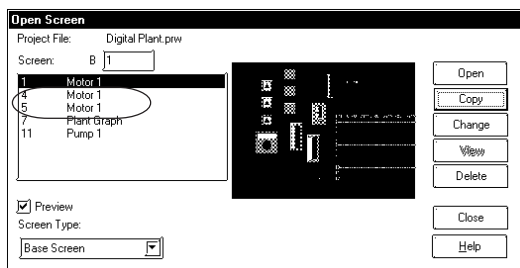 Open Screen
Project File: Digital Plant.prw
Screen: B 1
1 Motor 1
4 Motor 1
5 Motor 1
7 Plant Graph
11 Pump 1
Preview
Screen Type:
Base Screen
Open
Copy
Change
View
Delete
Close
Help